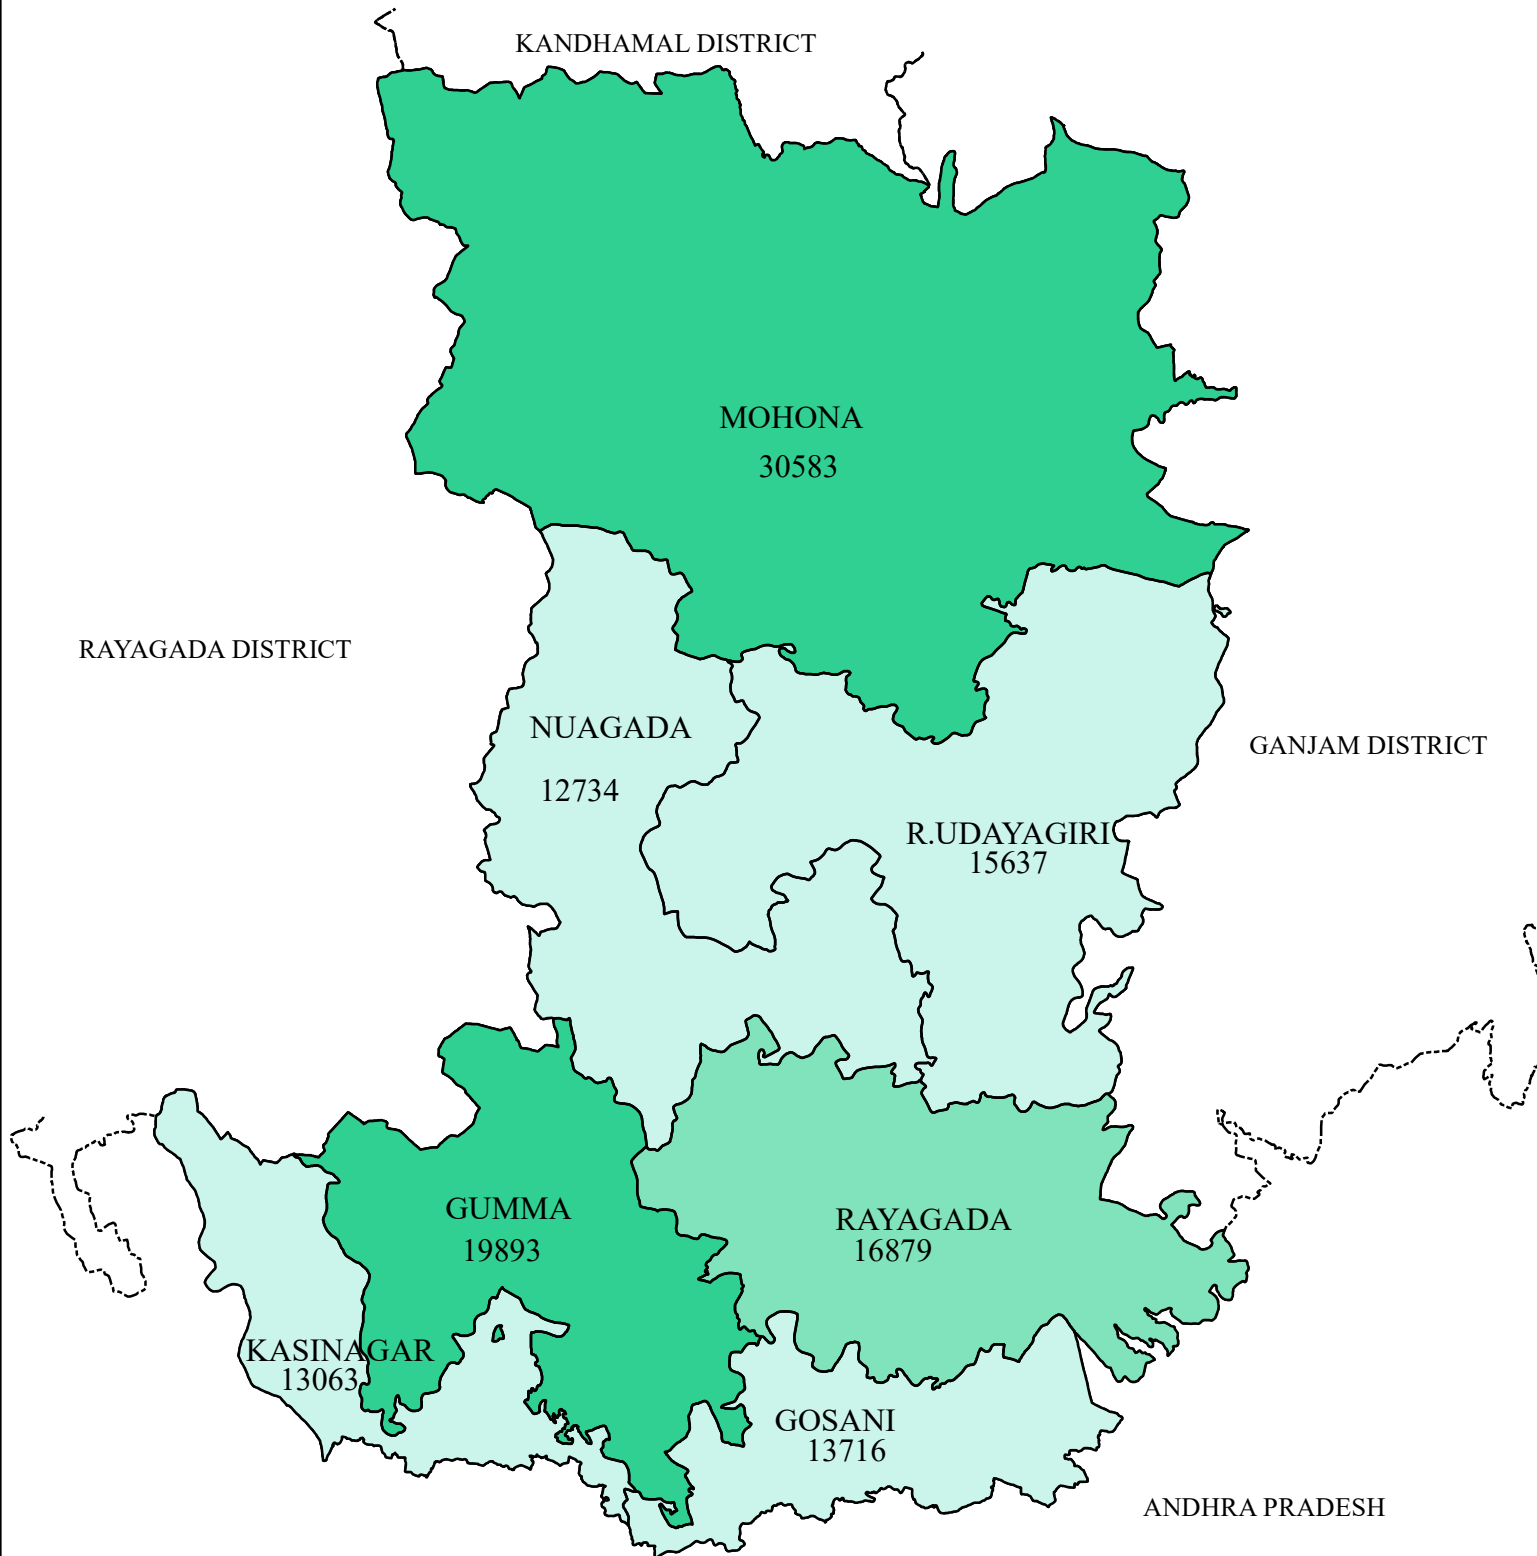 KANDHAMAL DISTRICT
MOHONA
30583
RAYAGADA DISTRICT
NUAGADA
12734
GANJAM DISTRICT
R.UDAYAGIRI
15637
GUMMA
19893
RAYAGADA
16879
KASINAGAR
13063
GOSANI
13716
ANDHRA PRADESH